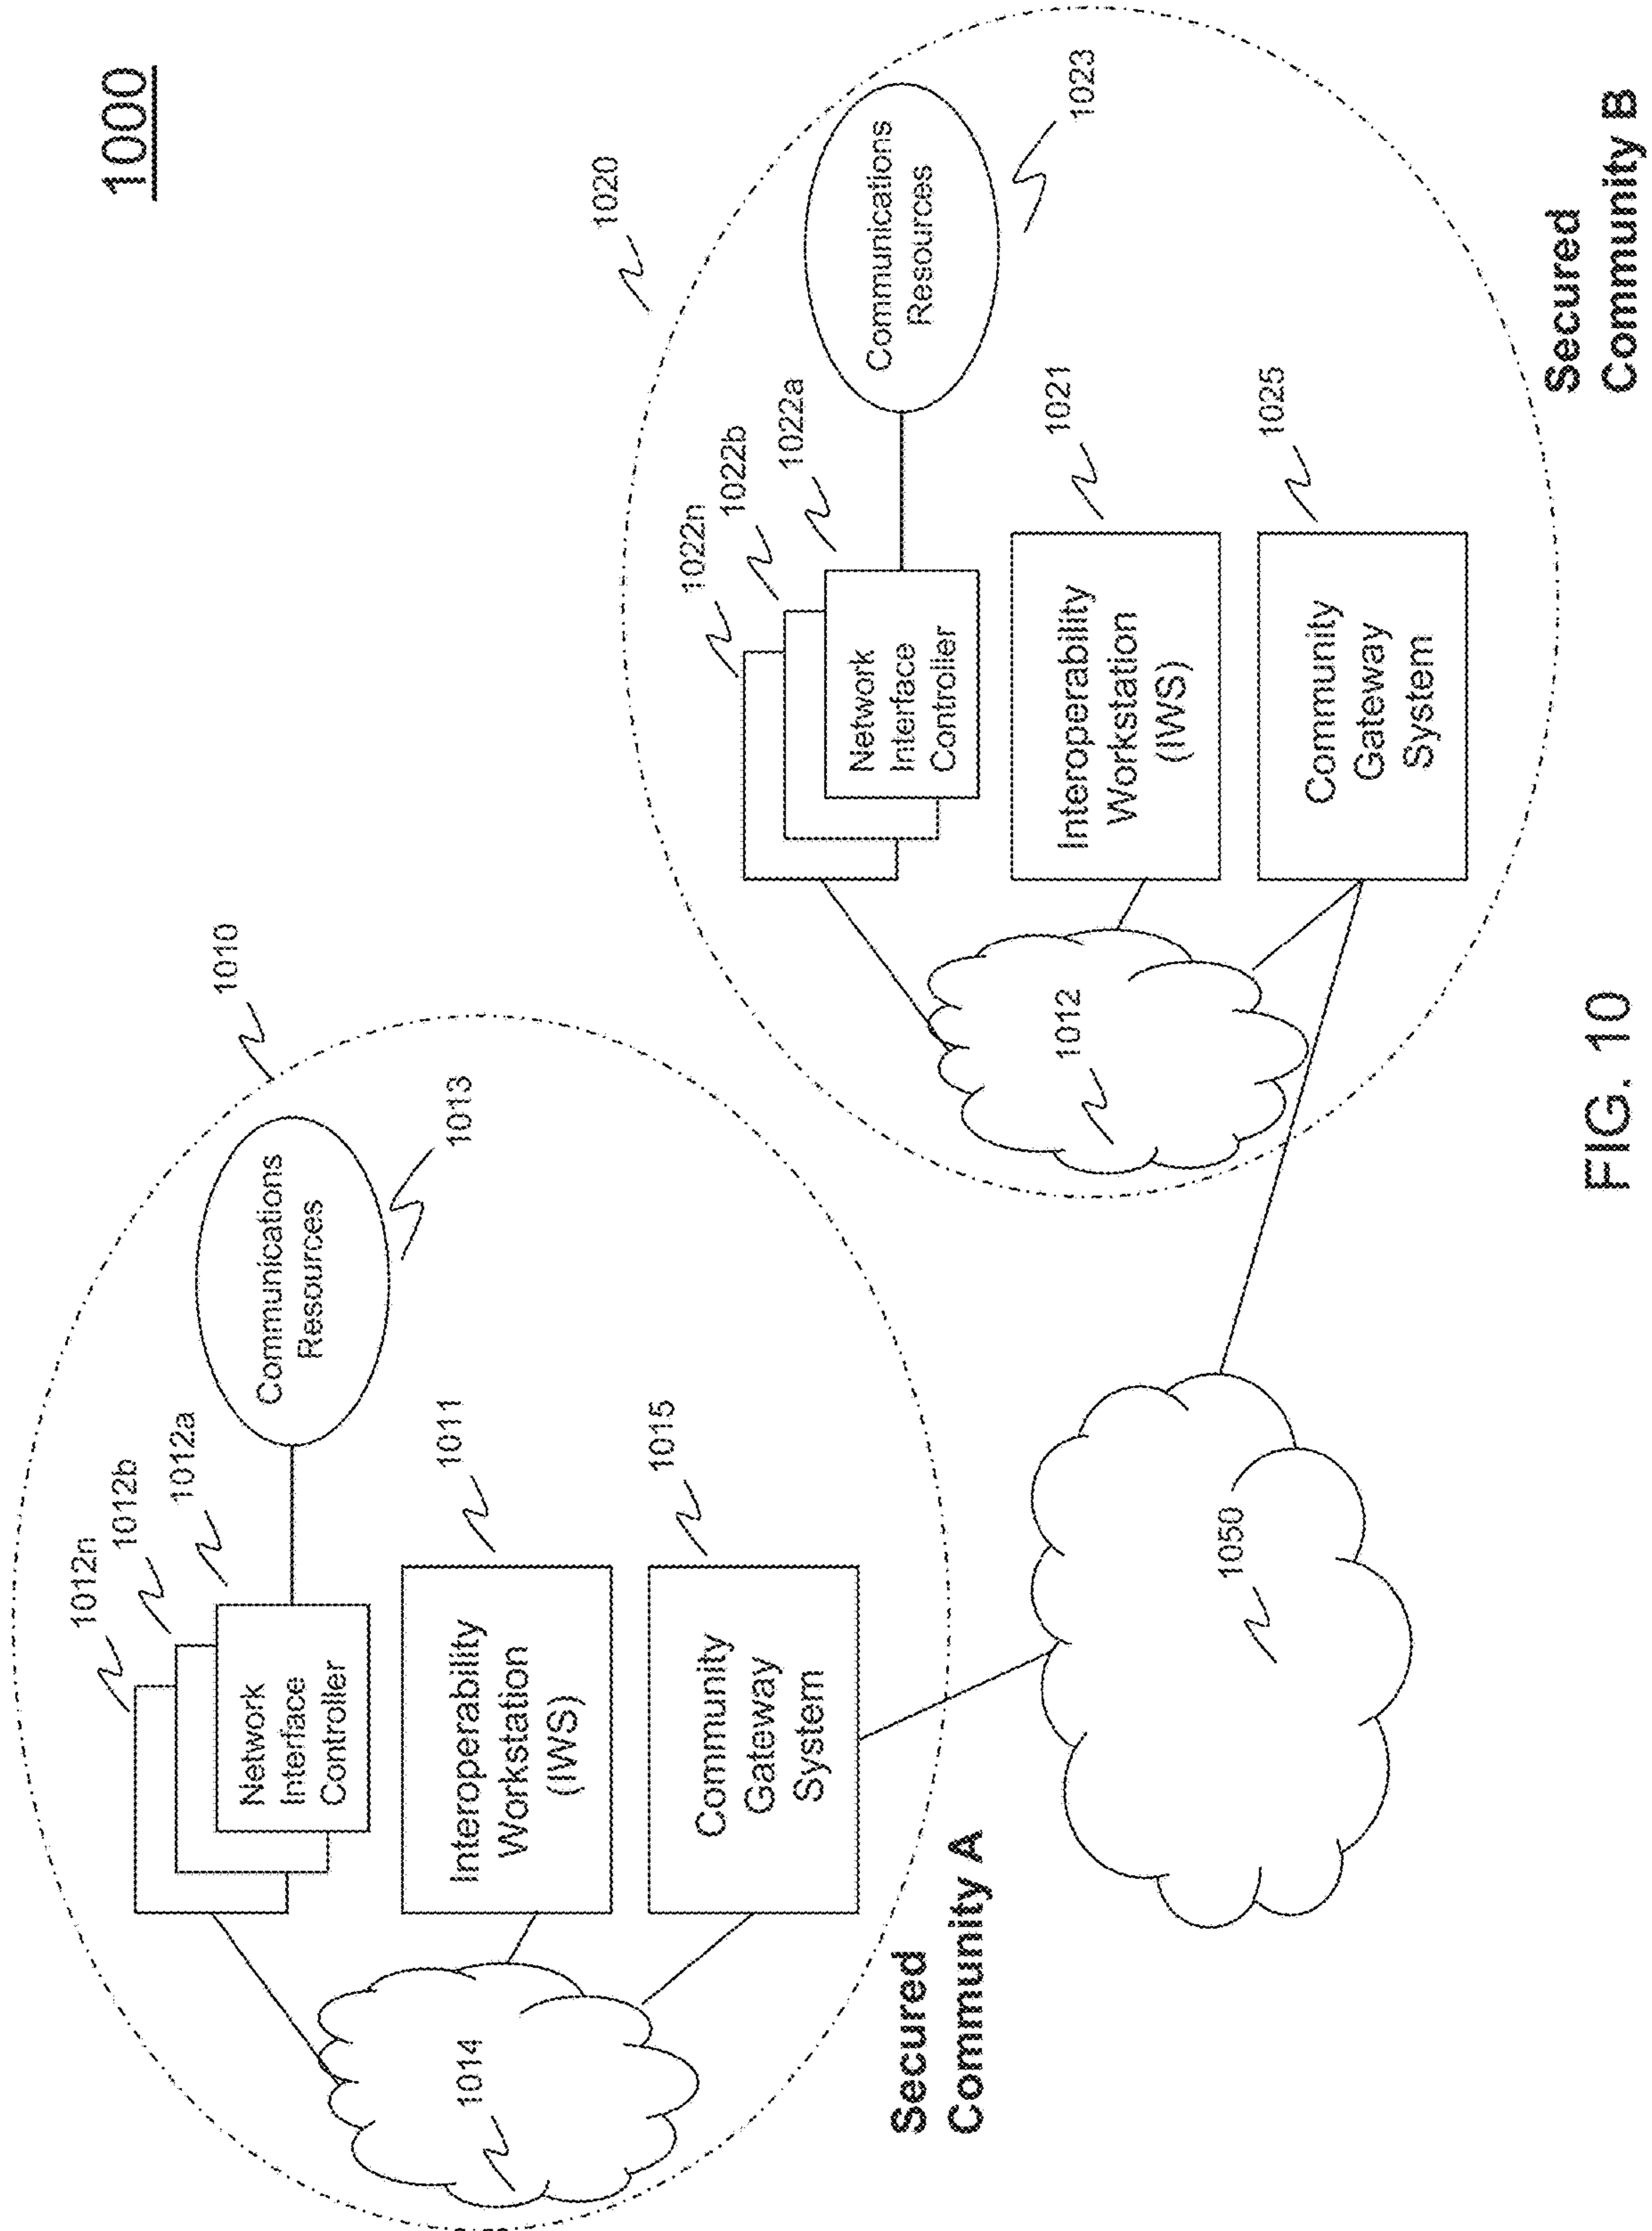 1000
1010
1012n
1012b
1012a
Network
Interface
Controller
Communications
Resources
1013
Interoperability
Workstation
(IWS)
1011
Community
Gateway
System
1015
1014
Secured
Community A
1050
1020
1022n
1022b
1022a
Network
Interface
Controller
Communications
Resources
1023
Interoperability
Workstation
(IWS)
1021
Community
Gateway
System
1025
1012
Secured
Community B
FIG. 10